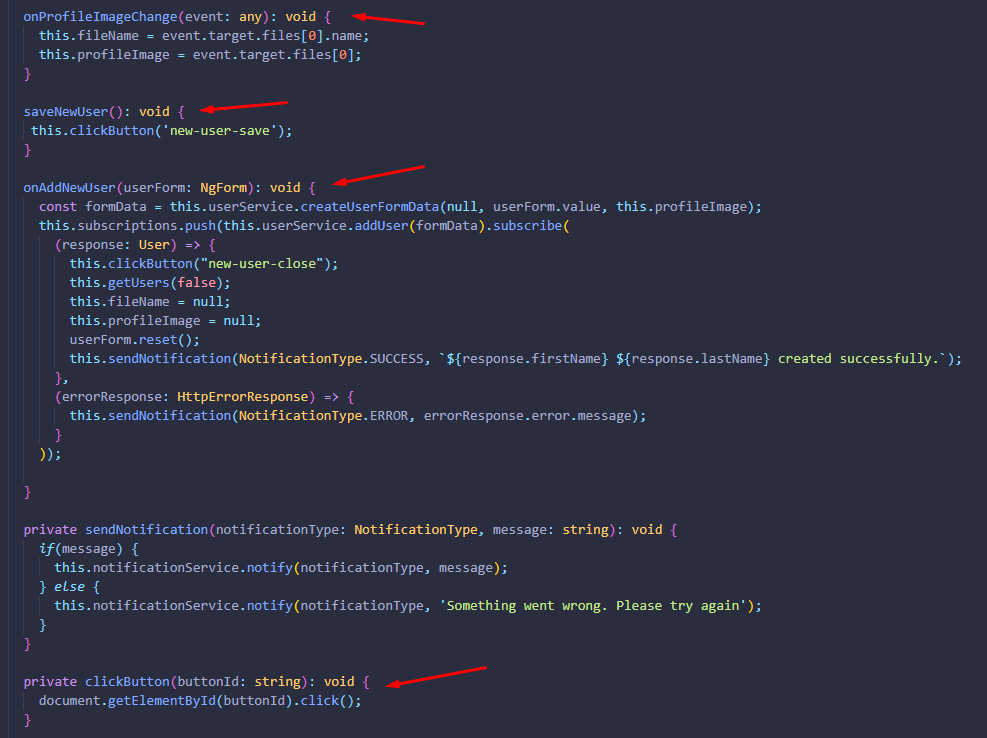 onProfileImageChange(event: any): void {
this.fileName = event.target.files[0].name;
this.profileImage = event.target.files[0];
}
saveNewUser(): void {
this.clickButton('new-user-save');
}
onAddNewUser(userForm: NgForm): void {
const formData = this.userService.createUserFormData(null, userForm.value, this.profileImage);
this.subscriptions.push(this.userService.addUser(formData).subscribe(
(response: User) => {
this.clickButton("new-user-close");
this.getUsers(false);
this.fileName = null;
this.profileImage = null;
userForm.reset();
this.sendNotification(NotificationType.SUCCESS, `${response.firstName} ${response.lastName} created successfully.`);
},
(errorResponse: HttpErrorResponse) => {
this.sendNotification(NotificationType.ERROR, errorResponse.error.message);
}
));
}
private sendNotification(notificationType: NotificationType, message: string): void {
if(message) {
this.notificationService.notify(notificationType, message);
} else {
this.notificationService.notify(notificationType, 'Something went wrong. Please try again');
}
}
private clickButton(buttonId: string): void {
document.getElementById(buttonId).click();
}